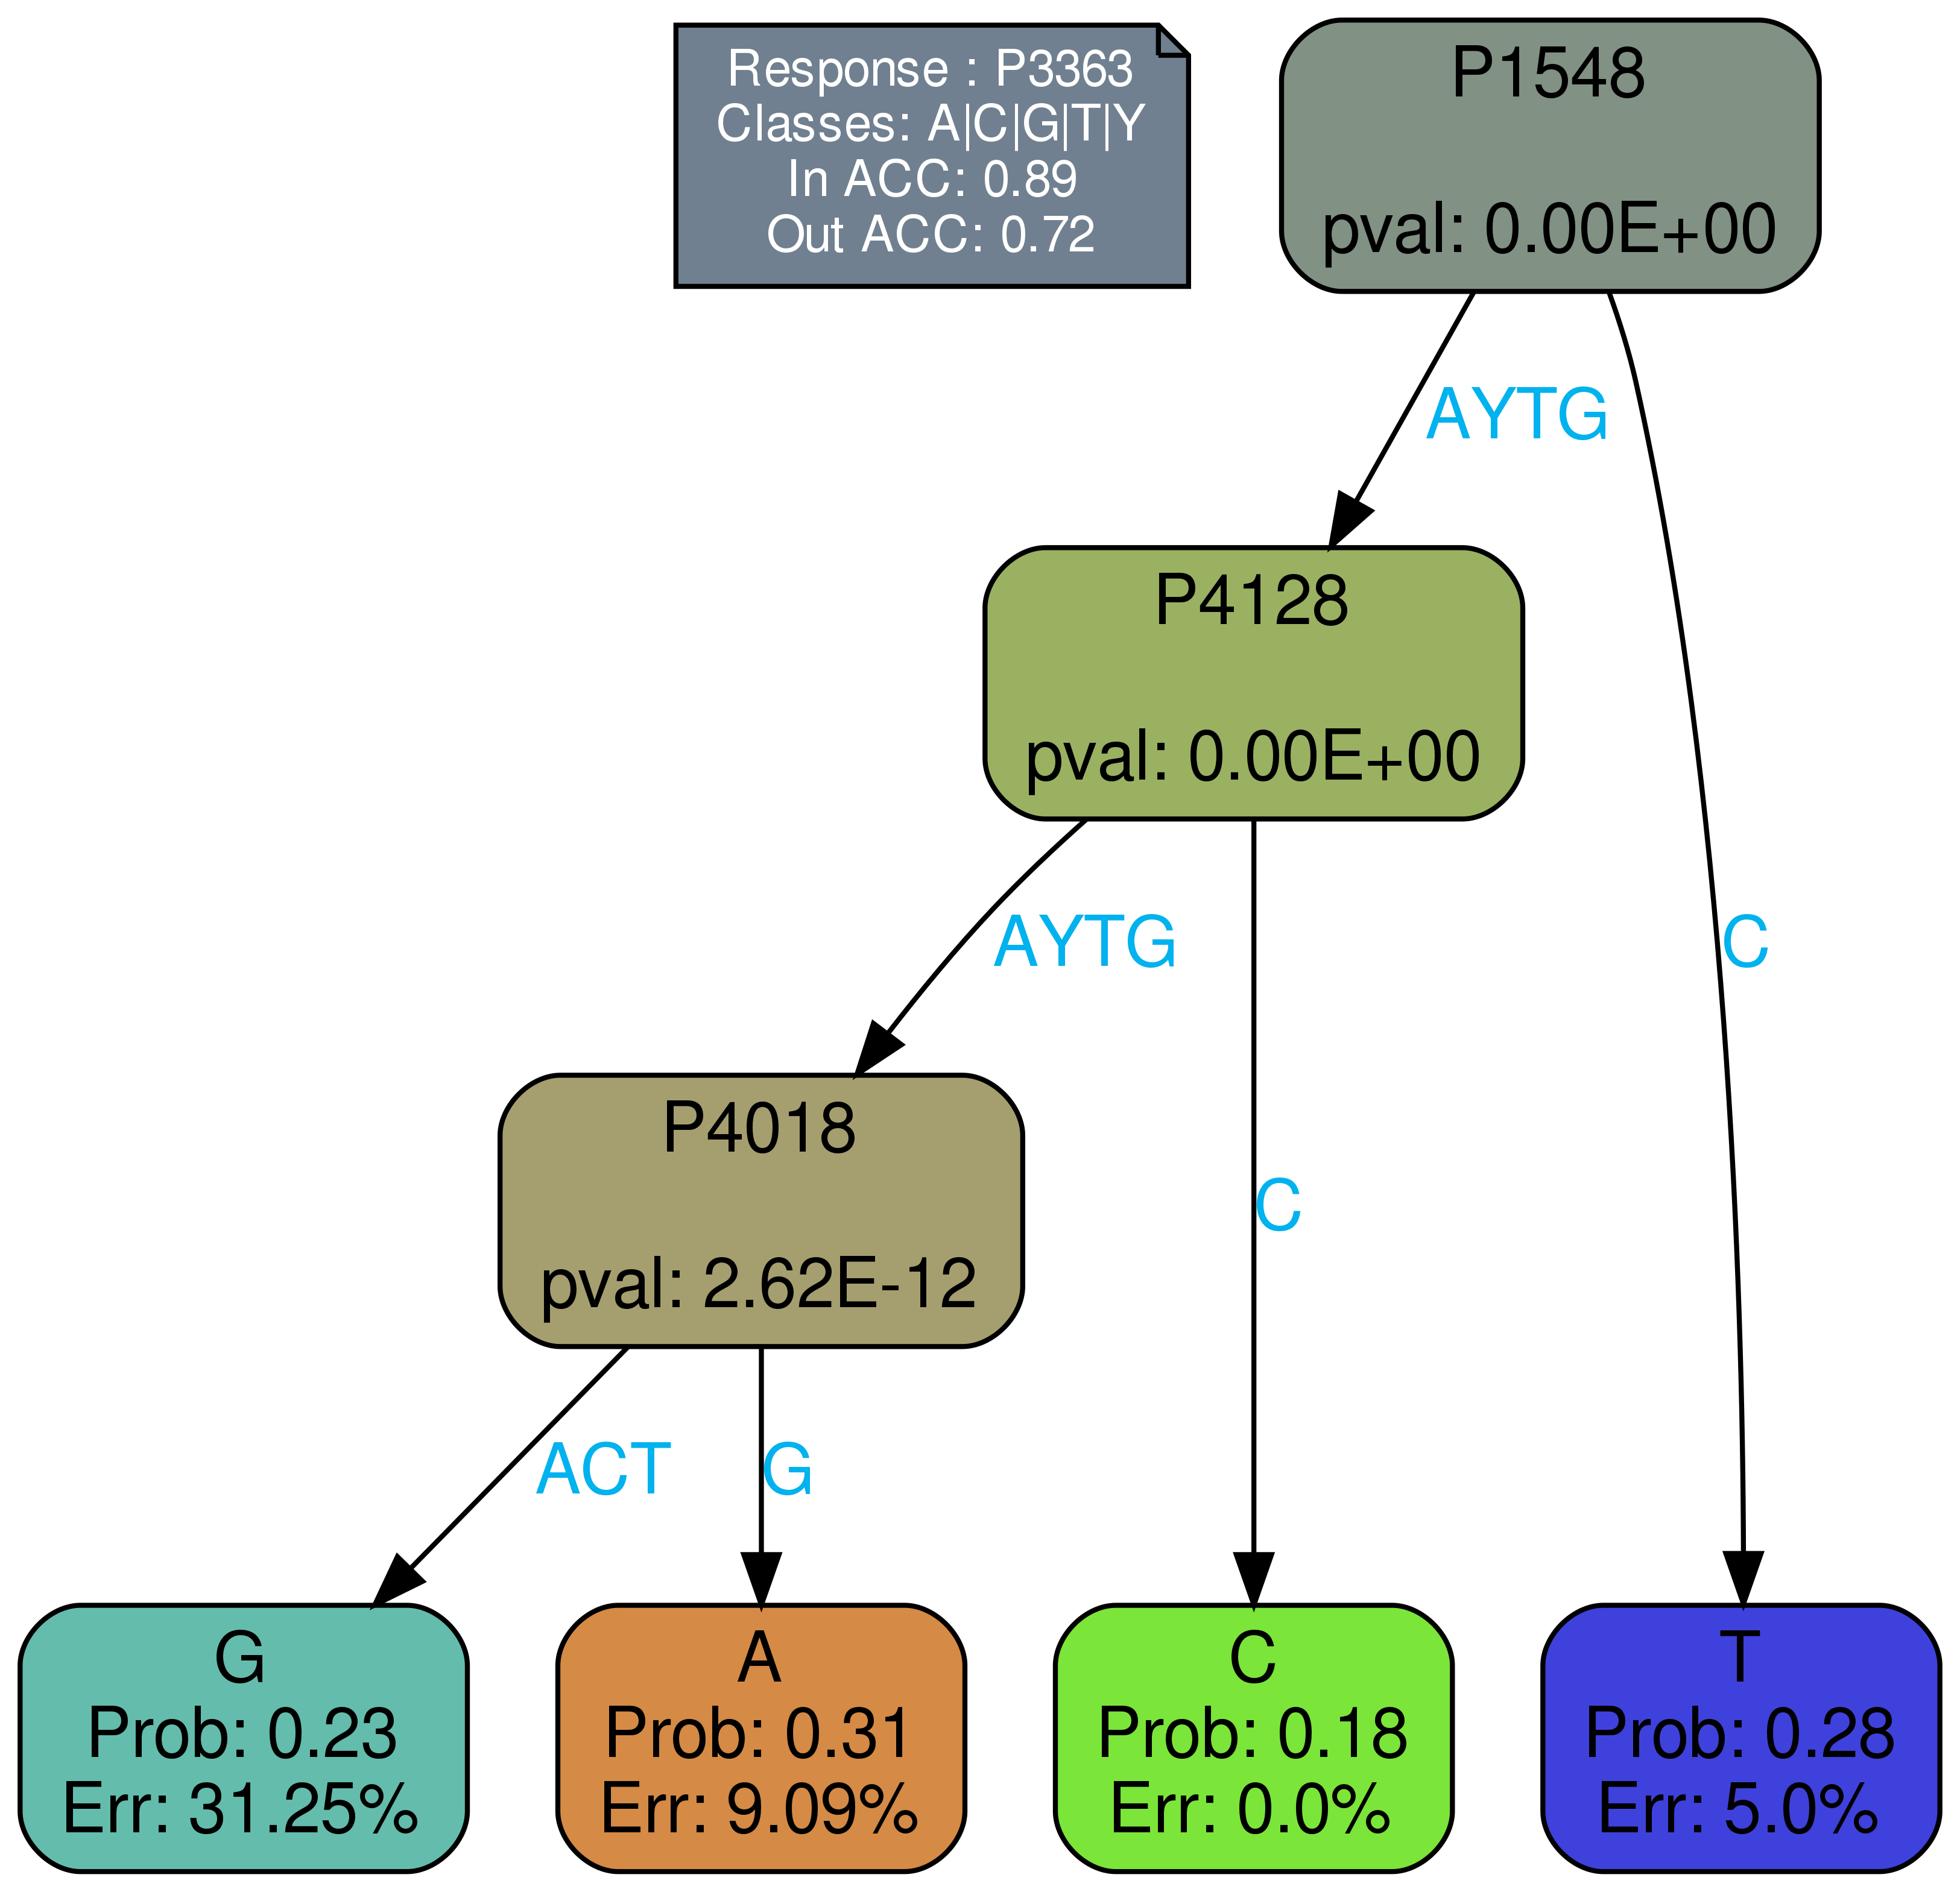 Response : P3363
Classes: A|C|G|T|Y
In ACC: 0.89
Out ACC: 0.72
P1548
pval: 0.00E+00
AYTG
P4128
pval: 0.00E+00
AYTG
C
P4018
pval: 2.62E-12
C
ACT
G
G
Prob: 0.23
Err: 31.25%
A
Prob: 0.31
Err: 9.09%
C
Prob: 0.18
Err: 0.0%
T
Prob: 0.28
Err: 5.0%